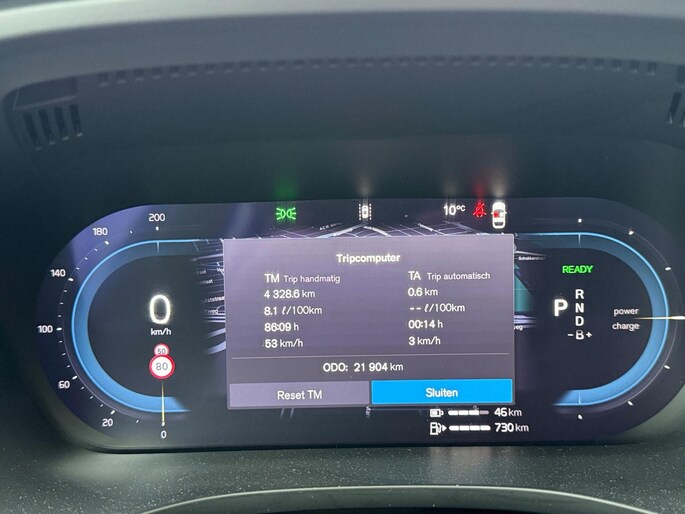 200
180
140
100
60
20
0
10°C
0
km/h
50
80
Tripcomputer
TM Trip handmatig
TA Trip automatisch
4 328.6 km
0.6 km
8.1 ℓ/100km
-- ℓ/100km
86:09 h
00:14 h
53 km/h
3 km/h
ODO: 21 904 km
Reset TM
Sluiten
READY
P
R
N
D
-B+
power
charge
46 km
730 km